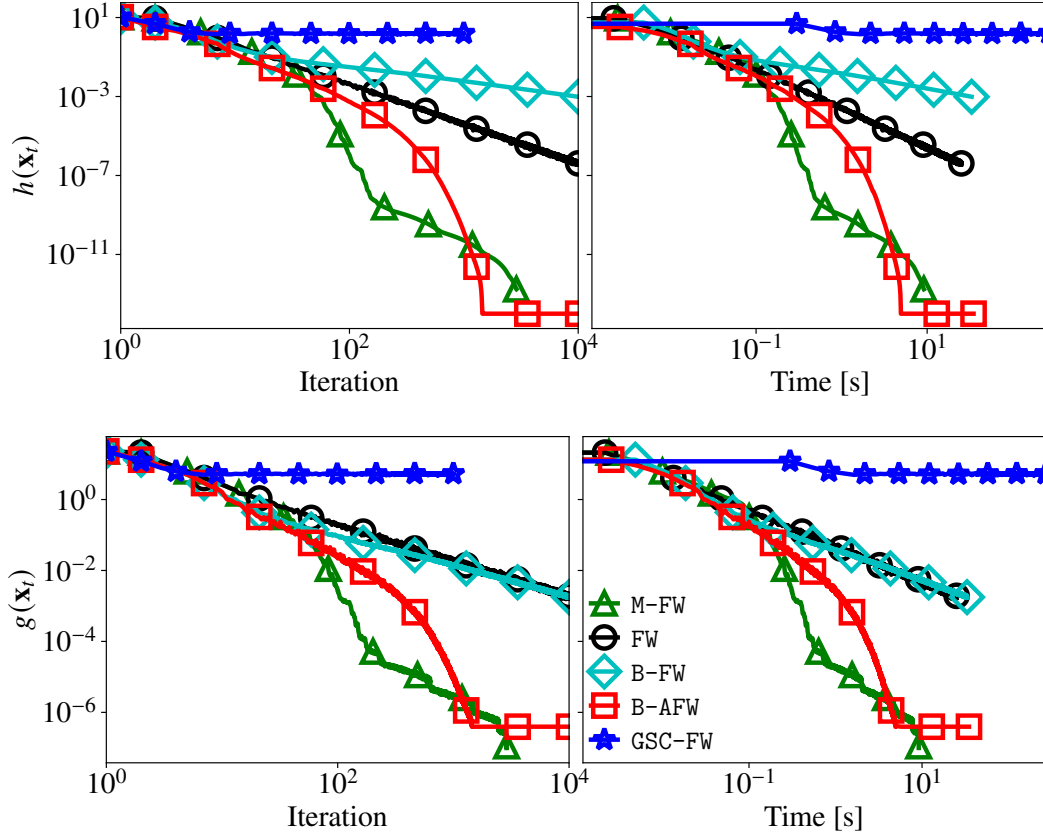 10^1
10^{-3}
10^{-7}
10^{-11}
h(x_t)
10^0
10^2
10^4
Iteration
10^{-1}
10^1
Time [s]
10^0
10^{-2}
10^{-4}
10^{-6}
g(x_t)
M-FW
FW
B-FW
B-AFW
GSC-FW
10^0
10^2
10^4
Iteration
10^{-1}
10^1
Time [s]